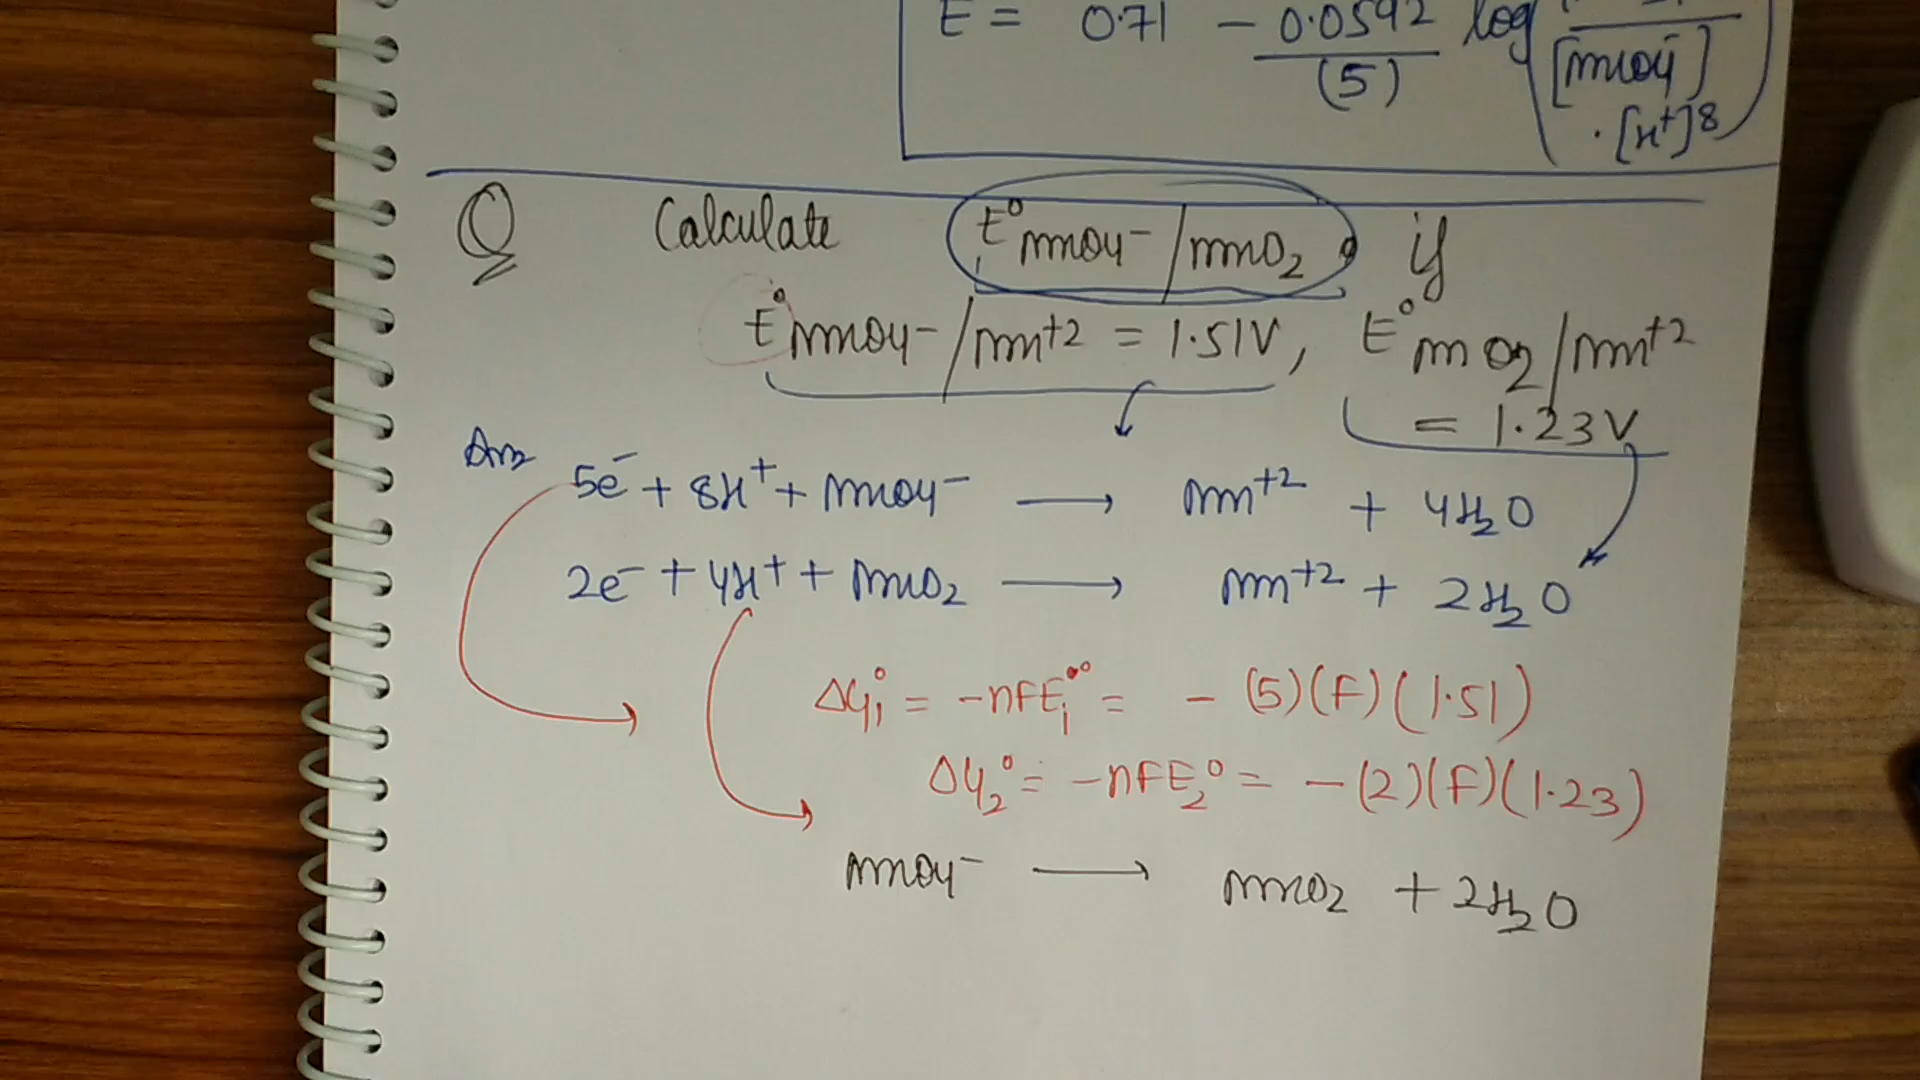 E = 0.71 - 0.0592/(5) log( /[MnO4-] · [H+]^8)
Q Calculate E°MnO4-/MnO2 if
E°MnO4-/Mn+2 = 1.51V, E°MnO2/Mn+2
= 1.23V
Ans 5e- + 8H+ + MnO4- ⟶ Mn+2 + 4H2O
2e- + 4H+ + MnO2 ⟶ Mn+2 + 2H2O
ΔG1° = -nFE1° = - (5)(F)(1.51)
ΔG2° = -nFE2° = -(2)(F)(1.23)
MnO4- ⟶ MnO2 + 2H2O